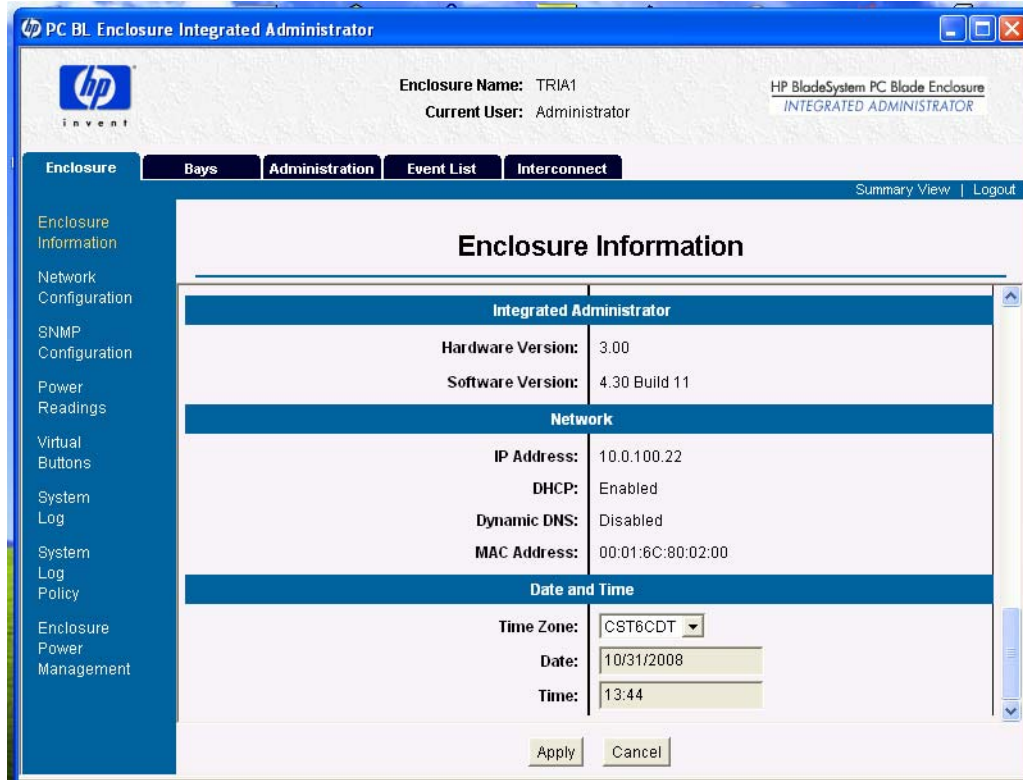 PC BL Enclosure Integrated Administrator
hp
invent
Enclosure Name: TRIA1
Current User: Administrator
HP BladeSystem PC Blade Enclosure
INTEGRATED ADMINISTRATOR
Enclosure Bays Administration Event List Interconnect
Summary View | Logout
Enclosure
Information
Network
Configuration
SNMP
Configuration
Power
Readings
Virtual
Buttons
System
Log
System
Log
Policy
Enclosure
Power
Management
Enclosure Information
Integrated Administrator
Hardware Version: 3.00
Software Version: 4.30 Build 11
Network
IP Address: 10.0.100.22
DHCP: Enabled
Dynamic DNS: Disabled
MAC Address: 00:01:6C:80:02:00
Date and Time
Time Zone: CST6CDT
Date: 10/31/2008
Time: 13:44
Apply Cancel